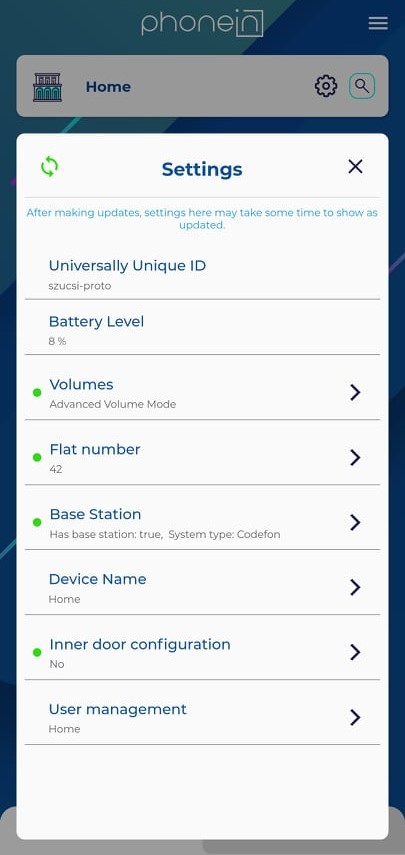 phonein
Home
Settings
After making updates, settings here may take some time to show as
updated.
Universally Unique ID
szucsi-proto
Battery Level
8 %
Volumes
Advanced Volume Mode
Flat number
42
Base Station
Has base station: true,  System type: Codefon
Device Name
Home
Inner door configuration
No
User management
Home